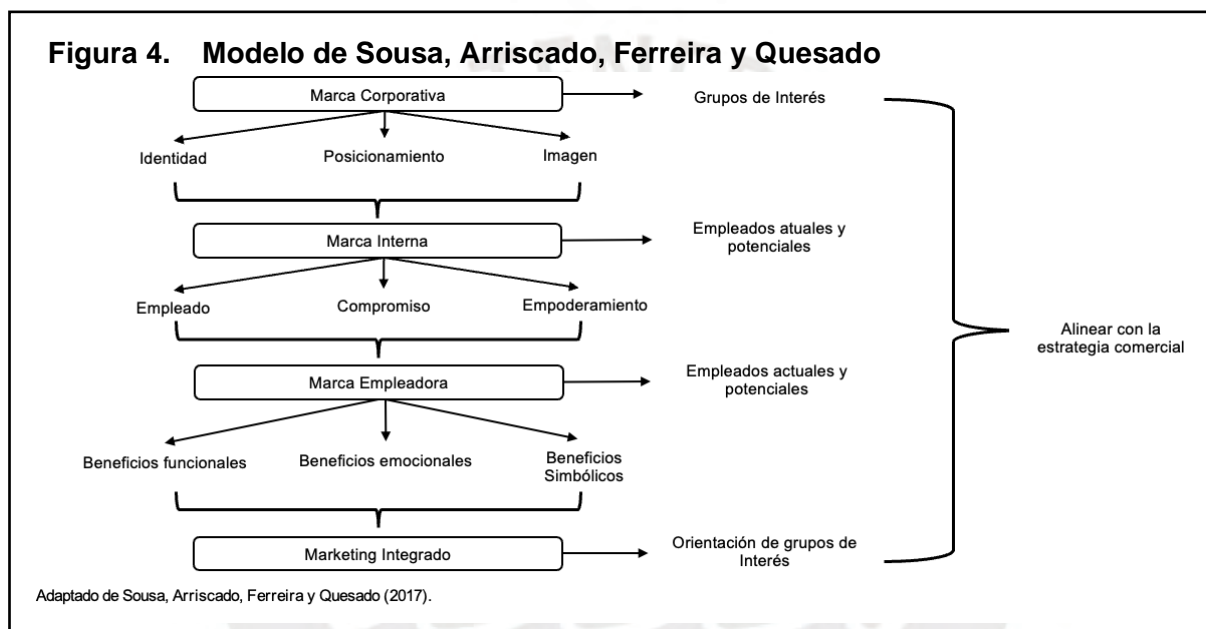 Figura 4. Modelo de Sousa, Arriscado, Ferreira y Quesado
Marca Corporativa
Grupos de Interés
Identidad
Posicionamiento
Imagen
Marca Interna
Empleados atuales y
potenciales
Empleado
Compromiso
Empoderamiento
Alinear con la
estrategia comercial
Marca Empleadora
Empleados actuales y
potenciales
Beneficios funcionales
Beneficios emocionales
Beneficios
Simbólicos
Marketing Integrado
Orientación de grupos de
Interés
Adaptado de Sousa, Arriscado, Ferreira y Quesado (2017).